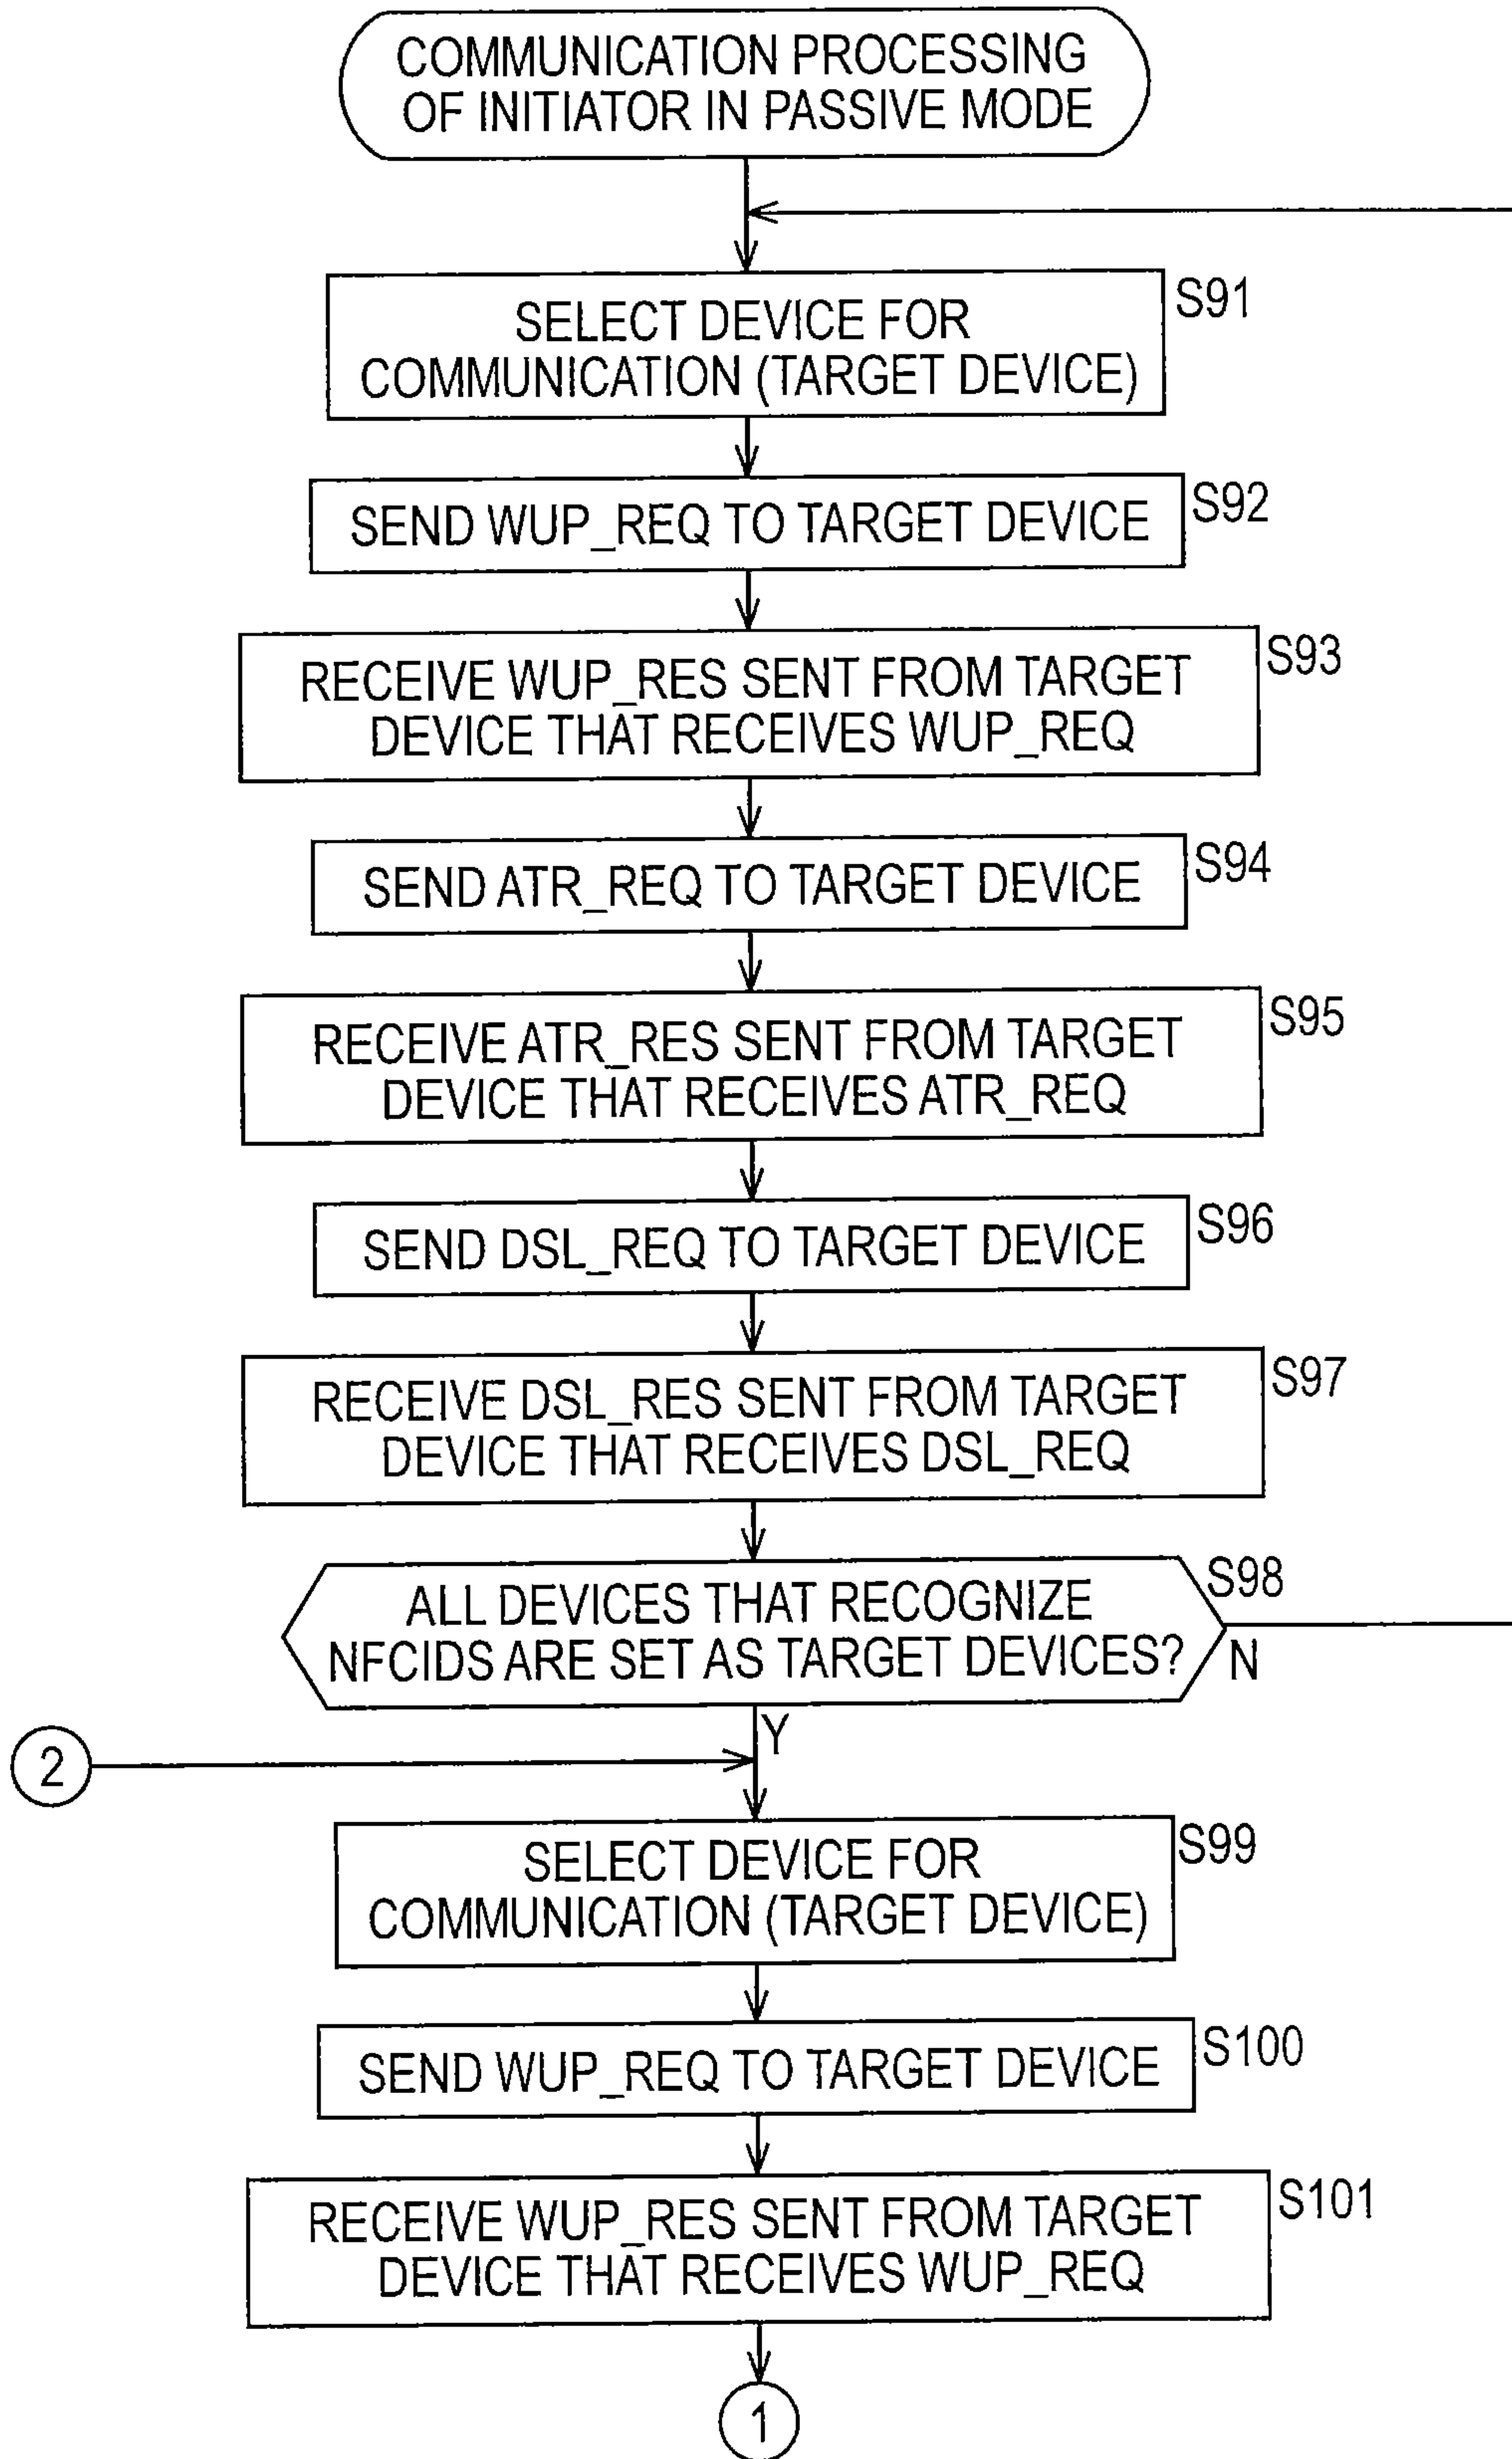 COMMUNICATION PROCESSING
OF INITIATOR IN PASSIVE MODE
S91
SELECT DEVICE FOR
COMMUNICATION (TARGET DEVICE)
S92
SEND WUP_REQ TO TARGET DEVICE
S93
RECEIVE WUP_RES SENT FROM TARGET
DEVICE THAT RECEIVES WUP_REQ
S94
SEND ATR_REQ TO TARGET DEVICE
S95
RECEIVE ATR_RES SENT FROM TARGET
DEVICE THAT RECEIVES ATR_REQ
S96
SEND DSL_REQ TO TARGET DEVICE
S97
RECEIVE DSL_RES SENT FROM TARGET
DEVICE THAT RECEIVES DSL_REQ
S98
ALL DEVICES THAT RECOGNIZE
NFCIDS ARE SET AS TARGET DEVICES?
N
Y
2
S99
SELECT DEVICE FOR
COMMUNICATION (TARGET DEVICE)
S100
SEND WUP_REQ TO TARGET DEVICE
S101
RECEIVE WUP_RES SENT FROM TARGET
DEVICE THAT RECEIVES WUP_REQ
1